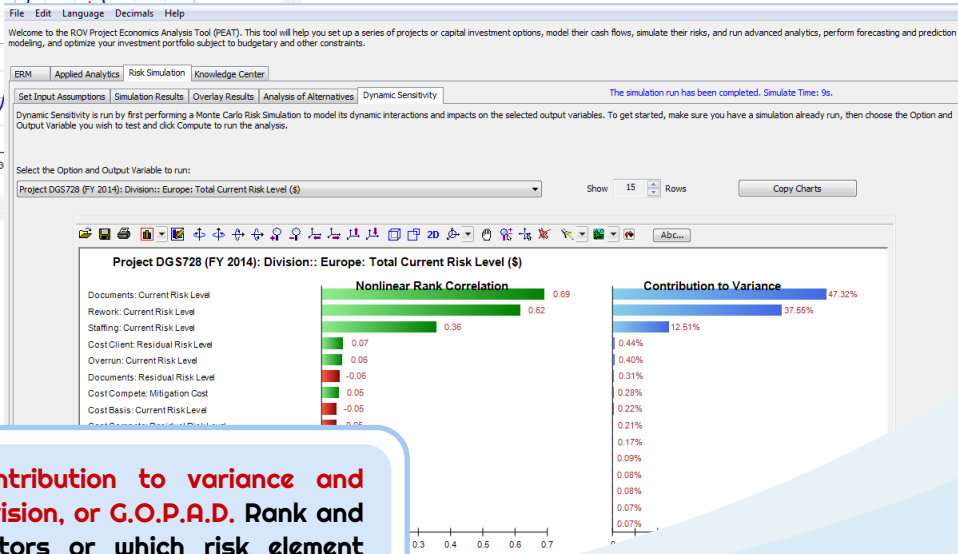 File Edit Language Decimals Help
Welcome to the ROV Project Economics Analysis Tool (PEAT). This tool will help you set up a series of projects or capital investment options, model their cash flows, simulate their risks, and run advanced analytics, perform forecasting and prediction
modeling, and optimize your investment portfolio subject to budgetary and other constraints.
ERM Applied Analytics Risk Simulation Knowledge Center
Set Input Assumptions Simulation Results Overlay Results Analysis of Alternatives Dynamic Sensitivity
The simulation run has been completed. Simulate Time: 9s.
Dynamic Sensitivity is run by first performing a Monte Carlo Risk Simulation to model its dynamic interactions and impacts on the selected output variables. To get started, make sure you have a simulation already run, then choose the Option and
Output Variable you wish to test and click Compute to run the analysis.
Select the Option and Output Variable to run:
Project DGS728 (FY 2014): Division:: Europe: Total Current Risk Level ($) Show 15 Rows Copy Charts
2D Abc...
Project DGS728 (FY 2014): Division:: Europe: Total Current Risk Level ($)
Nonlinear Rank Correlation Contribution to Variance
Documents: Current Risk Level 0.69 47.32%
Rework: Current Risk Level 0.62 37.55%
Staffing: Current Risk Level 0.36 12.61%
Cost Client: Residual Risk Level 0.07 0.44%
Overrun: Current Risk Level 0.06 0.40%
Documents: Residual Risk Level -0.06 0.31%
Cost Compete: Mitigation Cost 0.05 0.28%
Cost Basis: Current Risk Level -0.05 0.22%
0.21%
0.17%
0.09%
0.08%
0.08%
0.07%
0.07%
0.3 0.4 0.5 0.6 0.7
ntribution to variance and
vision, or G.O.P.A.D. Rank and
tors or which risk element